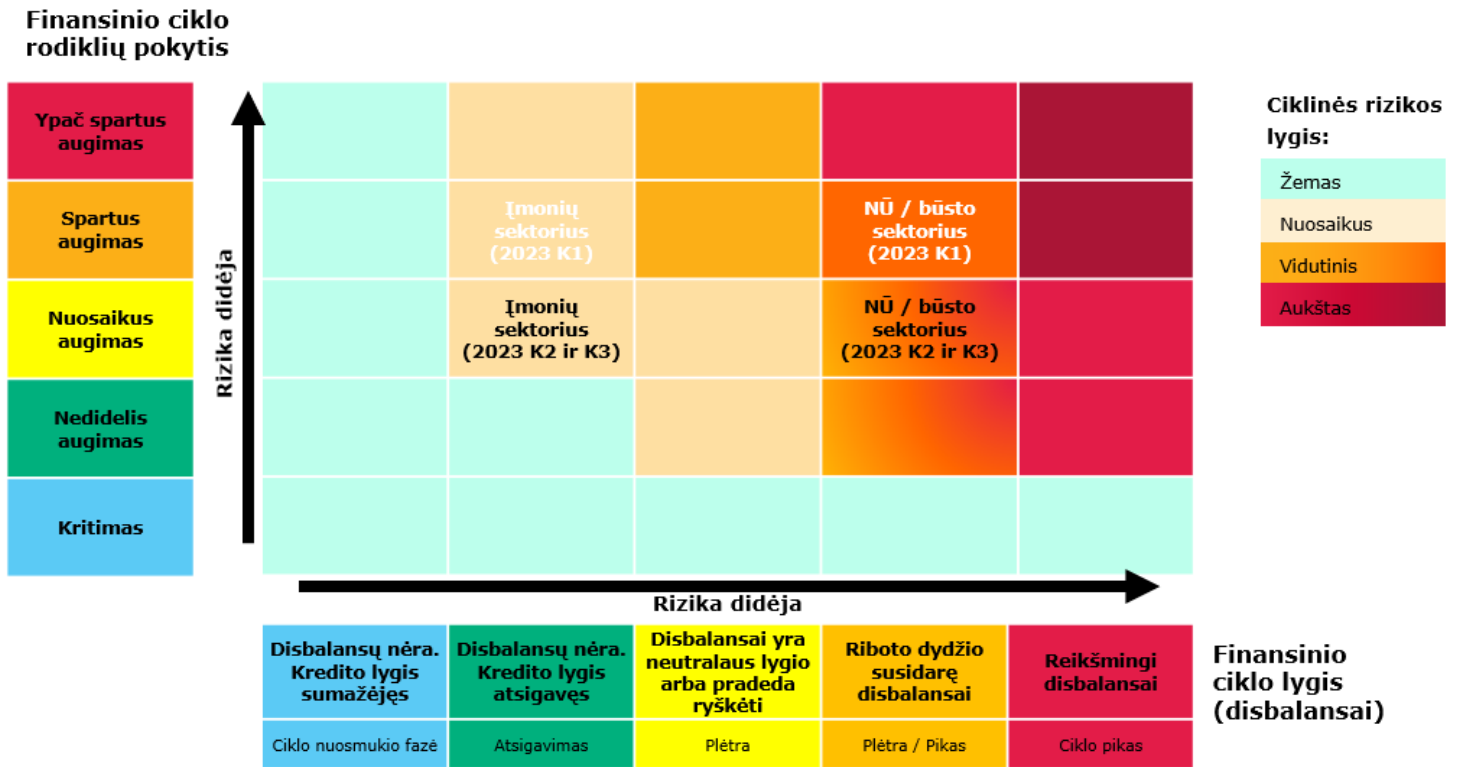 Finansinio ciklo
rodiklių pokytis
Ypač spartus
augimas
Spartus
augimas
Nuosaikus
augimas
Nedidelis
augimas
Kritimas
Rizika didėja
Įmonių
sektorius
(2023 K1)
NŪ / būsto
sektorius
(2023 K1)
Įmonių
sektorius
(2023 K2 ir K3)
NŪ / būsto
sektorius
(2023 K2 ir K3)
Ciklinės rizikos
lygis:
Žemas
Nuosaikus
Vidutinis
Aukštas
Rizika didėja
Disbalansų nėra.
Kredito lygis
sumažėjęs
Disbalansų nėra.
Kredito lygis
atsigavęs
Disbalansai yra
neutralaus lygio
arba pradeda
ryškėti
Riboto dydžio
susidarę
disbalansai
Reikšmingi
disbalansai
Ciklo nuosmukio fazė
Atsigavimas
Plėtra
Plėtra / Pikas
Ciklo pikas
Finansinio
ciklo lygis
(disbalansai)